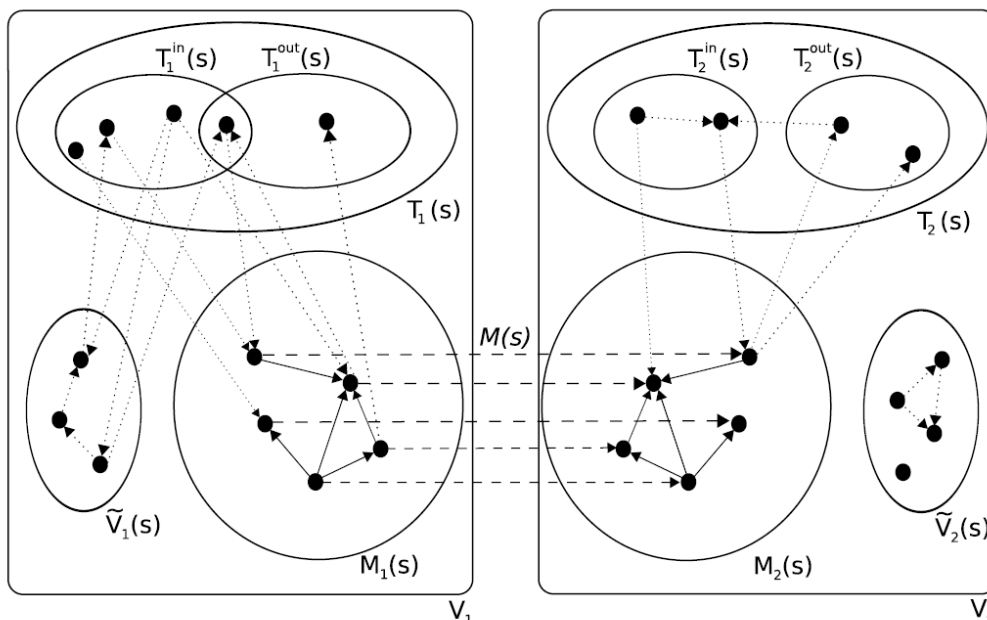 T₁ⁱⁿ(s) T₁ᵒᵘᵗ(s)
T₂ⁱⁿ(s) T₂ᵒᵘᵗ(s)
T₁(s)
T₂(s)
M(s)
Ṽ₁(s)
Ṽ₂(s)
M₁(s)
M₂(s)
V₁
V